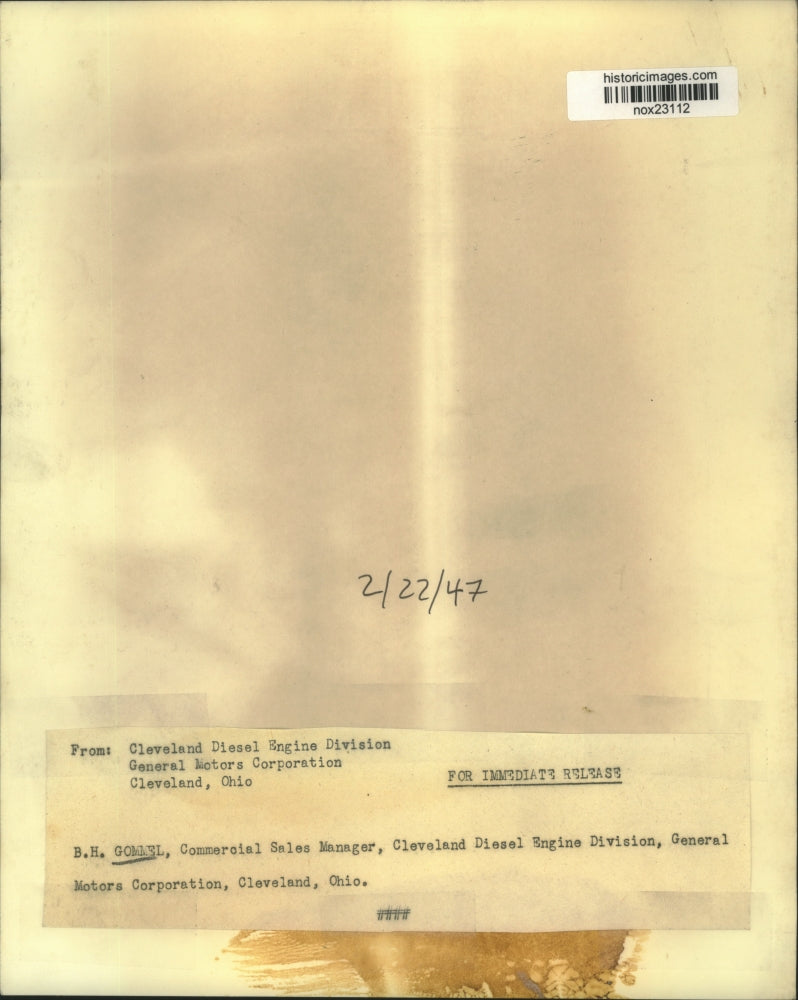 historicimages.com
nox23112
2/22/47
From: Cleveland Diesel Engine Division
General Motors Corporation
Cleveland, Ohio
FOR IMMEDIATE RELEASE
B.H. GOMMEL, Commercial Sales Manager, Cleveland Diesel Engine Division, General
Motors Corporation, Cleveland, Ohio.
####